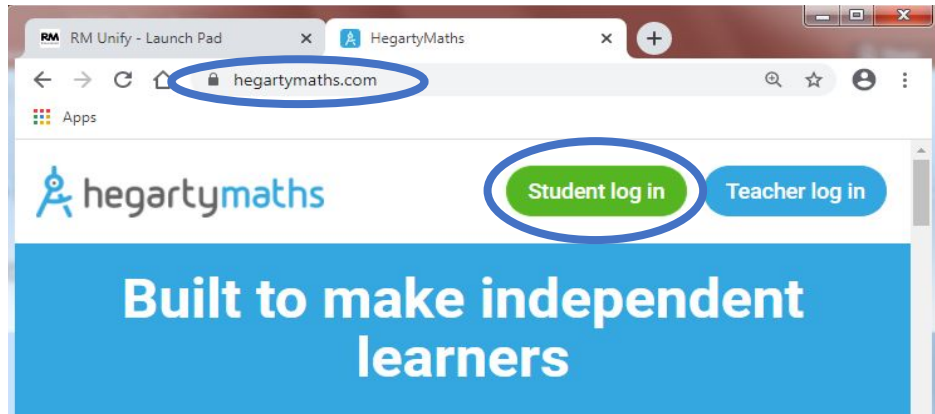 RM RM Unify - Launch Pad HegartyMaths
hegartymaths.com
Apps
hegartymaths Student log in Teacher log in
Built to make independent
learners